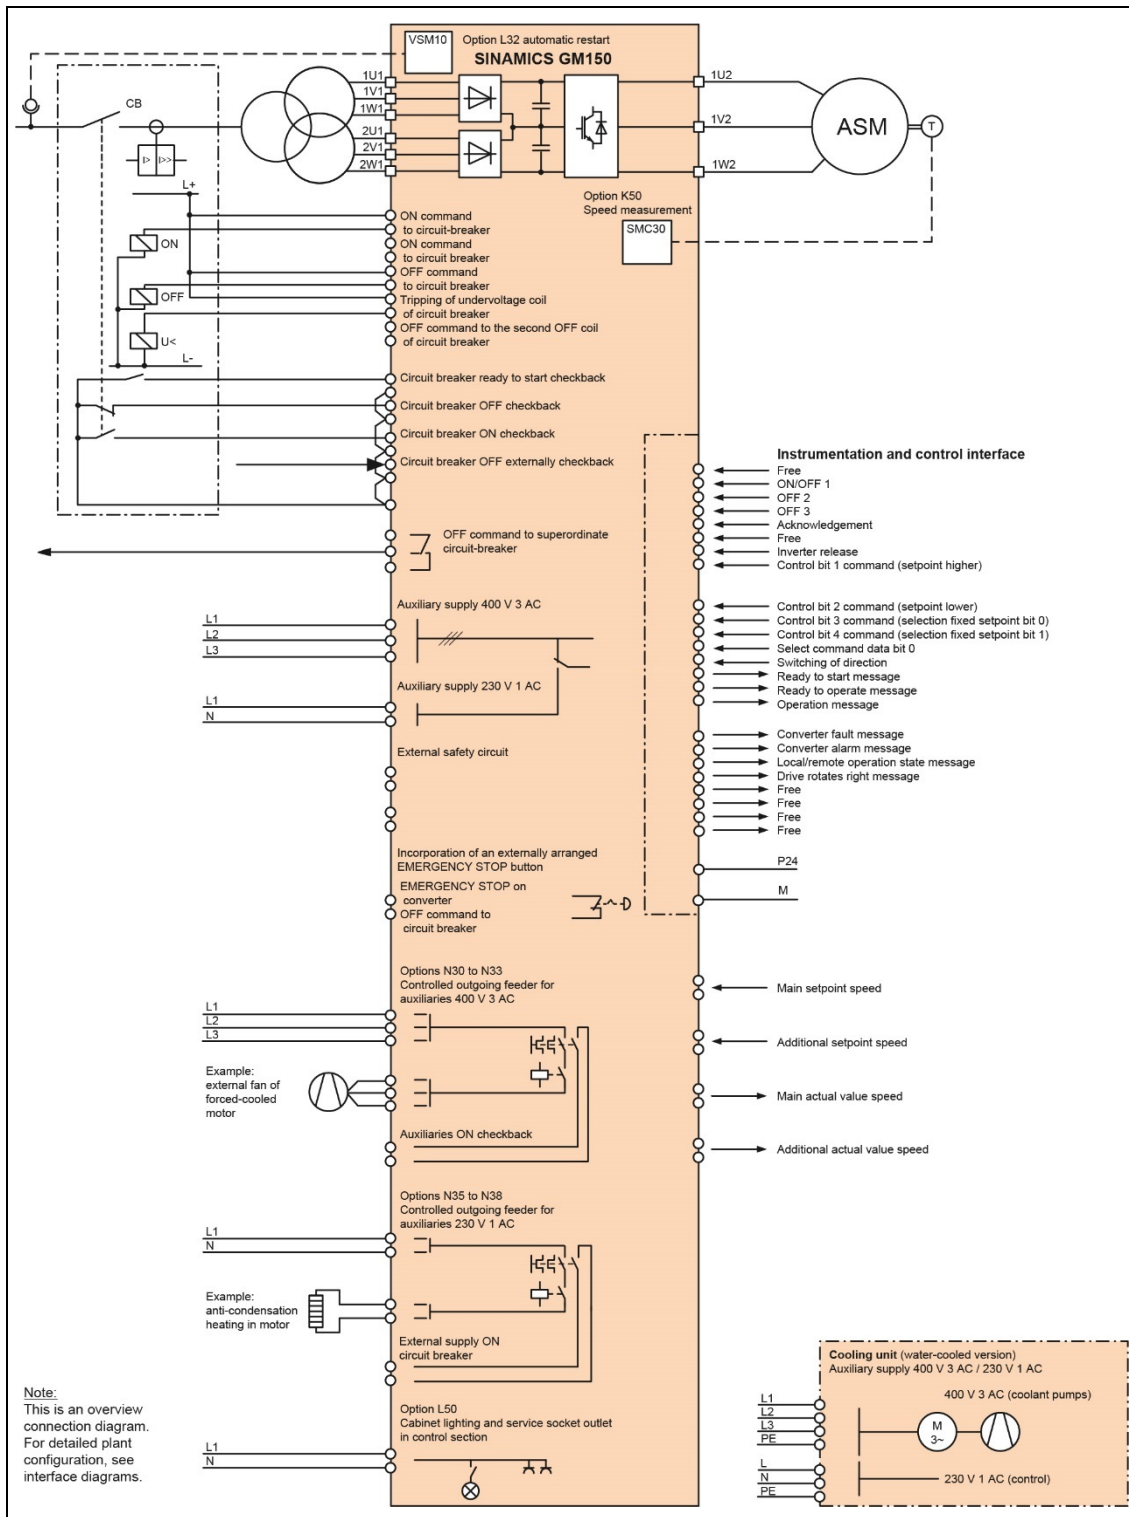 VSM10
Option L32 automatic restart
SINAMICS GM150
1U1
1V1
1W1
2U1
2V1
2W1
1U2
1V2
1W2
ASM
T
CB
I>
I>>
L+
ON
OFF
U<
L-
Option K50
Speed measurement
SMC30
ON command
to circuit-breaker
ON command
to circuit breaker
OFF command
to circuit breaker
Tripping of undervoltage coil
of circuit breaker
OFF command to the second OFF coil
of circuit breaker
Circuit breaker ready to start checkback
Circuit breaker OFF checkback
Circuit breaker ON checkback
Circuit breaker OFF externally checkback
OFF command to superordinate
circuit-breaker
Auxiliary supply 400 V 3 AC
L1
L2
L3
Auxiliary supply 230 V 1 AC
L1
N
External safety circuit
Incorporation of an externally arranged
EMERGENCY STOP button
EMERGENCY STOP on
converter
OFF command to
circuit breaker
Instrumentation and control interface
Free
ON/OFF 1
OFF 2
OFF 3
Acknowledgement
Free
Inverter release
Control bit 1 command (setpoint higher)
Control bit 2 command (setpoint lower)
Control bit 3 command (selection fixed setpoint bit 0)
Control bit 4 command (selection fixed setpoint bit 1)
Select command data bit 0
Switching of direction
Ready to start message
Ready to operate message
Operation message
Converter fault message
Converter alarm message
Local/remote operation state message
Drive rotates right message
Free
Free
Free
Free
P24
M
Main setpoint speed
Additional setpoint speed
Main actual value speed
Additional actual value speed
Options N30 to N33
Controlled outgoing feeder for
auxiliaries 400 V 3 AC
L1
L2
L3
Example:
external fan of
forced-cooled
motor
Auxiliaries ON checkback
Options N35 to N38
Controlled outgoing feeder for
auxiliaries 230 V 1 AC
L1
N
Example:
anti-condensation
heating in motor
External supply ON
circuit breaker
Option L50
Cabinet lighting and service socket outlet
in control section
L1
N
Note:
This is an overview
connection diagram.
For detailed plant
configuration, see
interface diagrams.
Cooling unit (water-cooled version)
Auxiliary supply 400 V 3 AC / 230 V 1 AC
400 V 3 AC (coolant pumps)
L1
L2
L3
PE
M
3~
L
N
PE
230 V 1 AC (control)